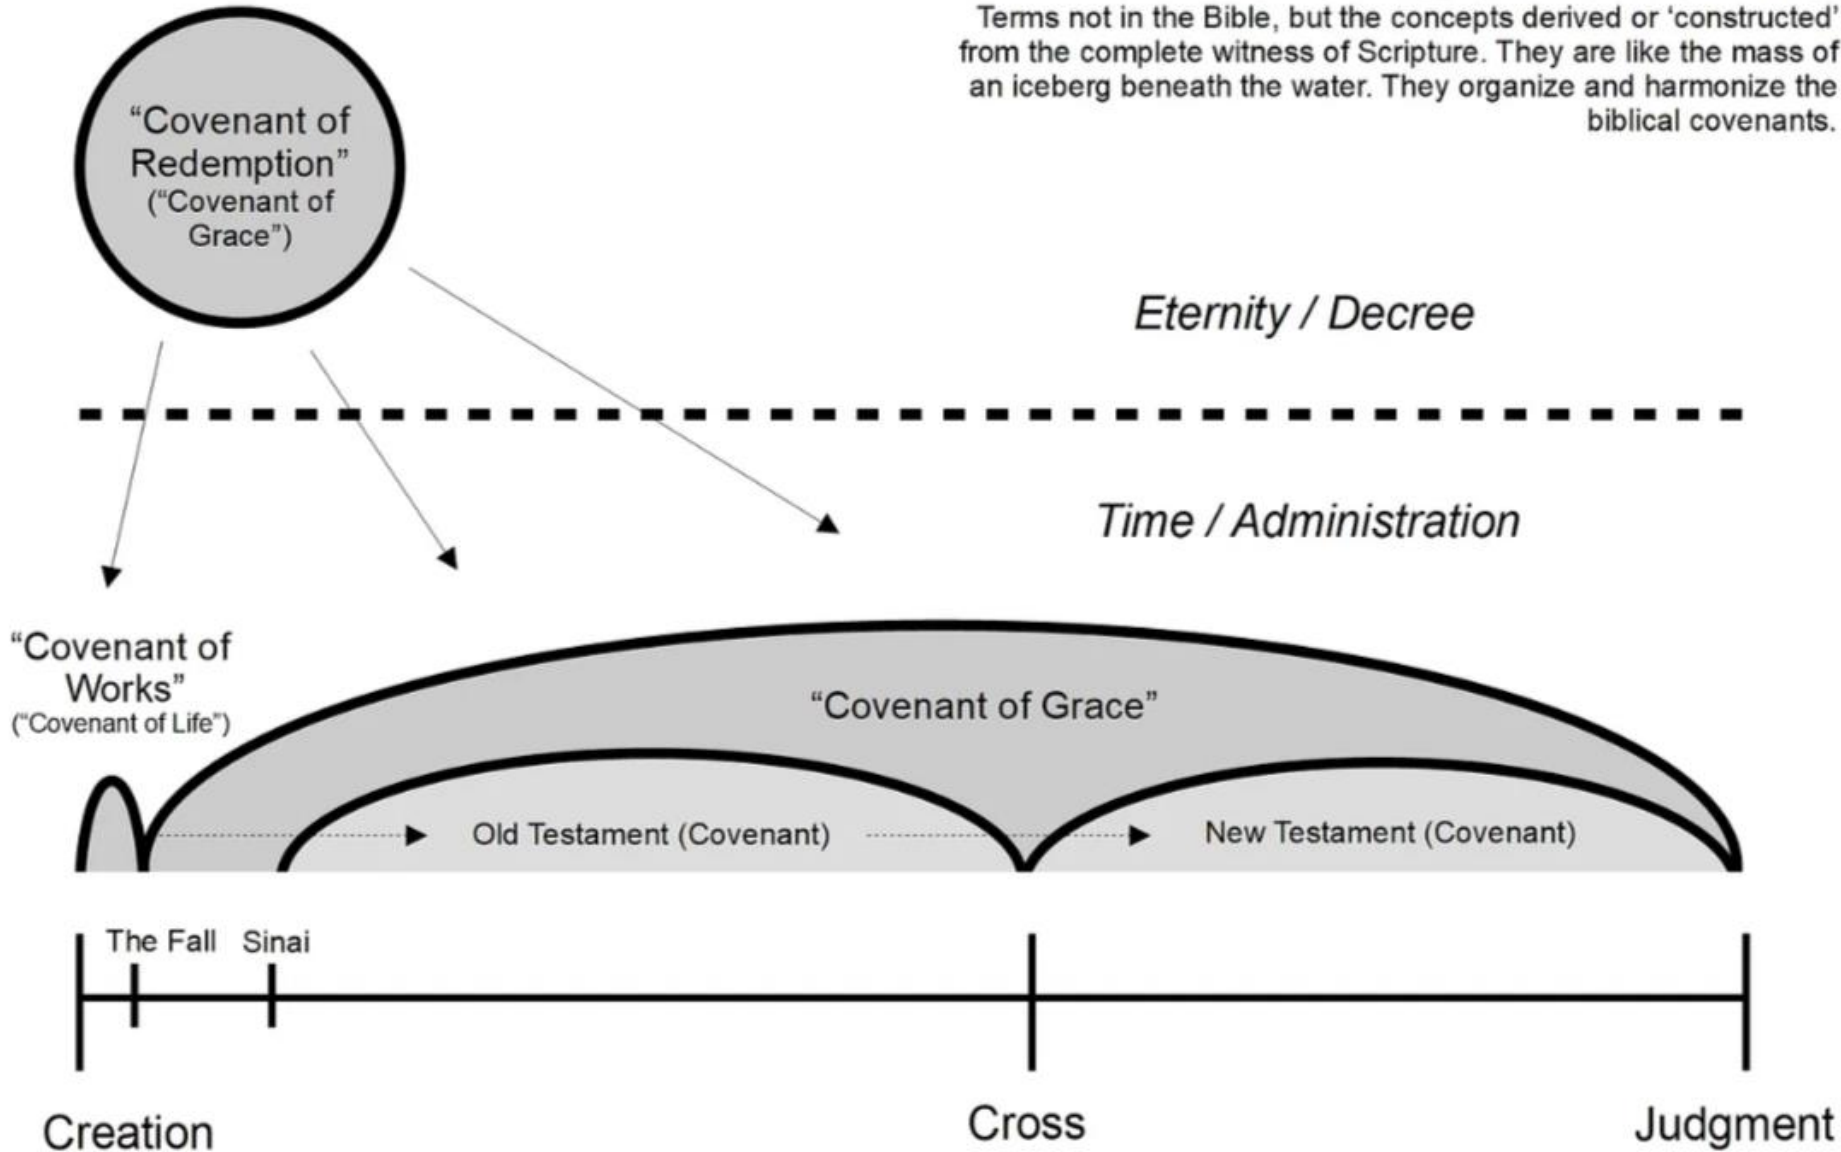 Terms not in the Bible, but the concepts derived or ‘constructed’
from the complete witness of Scripture. They are like the mass of
an iceberg beneath the water. They organize and harmonize the
biblical covenants.
“Covenant of
Redemption”
(“Covenant of
Grace”)
Eternity / Decree
Time / Administration
“Covenant of
Works”
(“Covenant of Life”)
“Covenant of Grace”
Old Testament (Covenant)
New Testament (Covenant)
The Fall
Sinai
Creation
Cross
Judgment